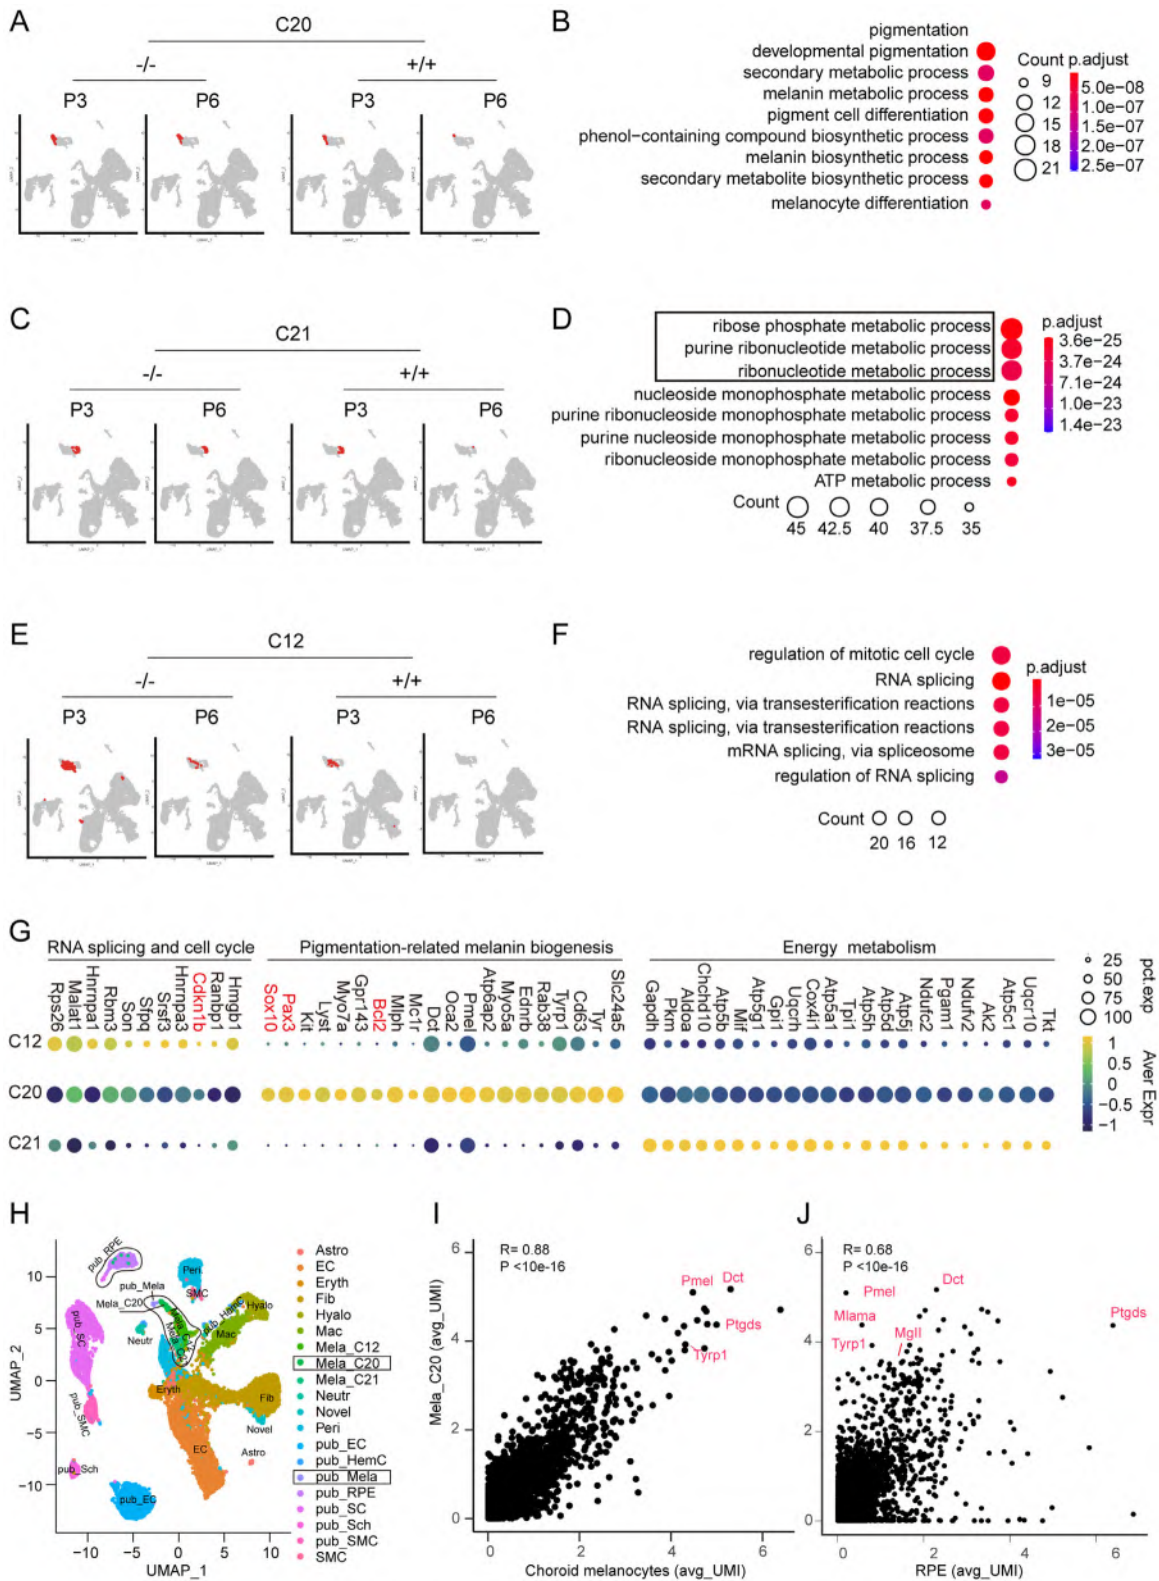 A
C20
-/-
+/+
P3
P6
P3
P6
UMAP_1
B
pigmentation
developmental pigmentation
secondary metabolic process
melanin metabolic process
pigment cell differentiation
phenol-containing compound biosynthetic process
melanin biosynthetic process
secondary metabolite biosynthetic process
melanocyte differentiation
Count
9
12
15
18
21
p.adjust
5.0e-08
1.0e-07
1.5e-07
2.0e-07
2.5e-07
C
C21
-/-
+/+
P3
P6
P3
P6
UMAP_1
D
ribose phosphate metabolic process
purine ribonucleotide metabolic process
ribonucleotide metabolic process
nucleoside monophosphate metabolic process
purine ribonucleoside monophosphate metabolic process
purine nucleoside monophosphate metabolic process
ribonucleoside monophosphate metabolic process
ATP metabolic process
Count
45
42.5
40
37.5
35
p.adjust
3.6e-25
3.7e-24
7.1e-24
1.0e-23
1.4e-23
E
C12
-/-
+/+
P3
P6
P3
P6
UMAP_1
F
regulation of mitotic cell cycle
RNA splicing
RNA splicing, via transesterification reactions
RNA splicing, via transesterification reactions
mRNA splicing, via spliceosome
regulation of RNA splicing
Count
20
16
12
p.adjust
1e-05
2e-05
3e-05
G
RNA splicing and cell cycle
Pigmentation-related melanin biogenesis
Energy metabolism
Rps26
Malat1
Hnrnpa1
Rbm3
Son
Sfpq
Srsf3
Hnrnpa3
Cdkn1b
Ranbp1
Hmgb1
Sox10
Pax3
Kit
Lyst
Myo7a
Gpr143
Bcl2
Mlph
Mc1r
Dct
Pmel
Oca2
Atp6ap2
Myo5a
Ednrb
Rab38
Tyrp1
Cd63
Tyr
Slc24a5
Gapdh
Pkm
Aldoa
Chchd10
Atp5b
Mif
Atp5g1
Gpi1
Uqcrh
Cox4i1
Atp5a1
Tpi1
Atp5h
Atp5d
Atp5j
Ndufc2
Pgam1
Ndufv2
Ak2
Atp5c1
Uqcr10
Tkt
C12
C20
C21
pct.exp
25
50
75
100
1
0.5
0
-0.5
-1
Aver Expr
H
UMAP_2
10
5
0
-5
-10
-10
-5
0
5
10
UMAP_1
pub_RPE
pub_Mela
Mela_C20
Peri
SMC
pub_HemC
Hyalo
Mac
pub_SC
Neutr
Mela_C12
pub_SMC
Eryth
Fib
Novel
EC
Astro
pub_Sch
pub_EC
Astro
EC
Eryth
Fib
Hyalo
Mac
Mela_C12
Mela_C20
Mela_C21
Neutr
Novel
Peri
pub_EC
pub_HemC
pub_Mela
pub_RPE
pub_SC
pub_Sch
pub_SMC
SMC
I
R= 0.88
P <10e-16
Pmel
Dct
Ptgds
Tyrp1
Mela_C20 (avg_UMI)
6
4
2
0
0
2
4
6
Choroid melanocytes (avg_UMI)
J
R= 0.68
P <10e-16
Dct
Pmel
Mlama
Tyrp1
Mgll
Ptgds
6
4
2
0
0
2
4
6
RPE (avg_UMI)